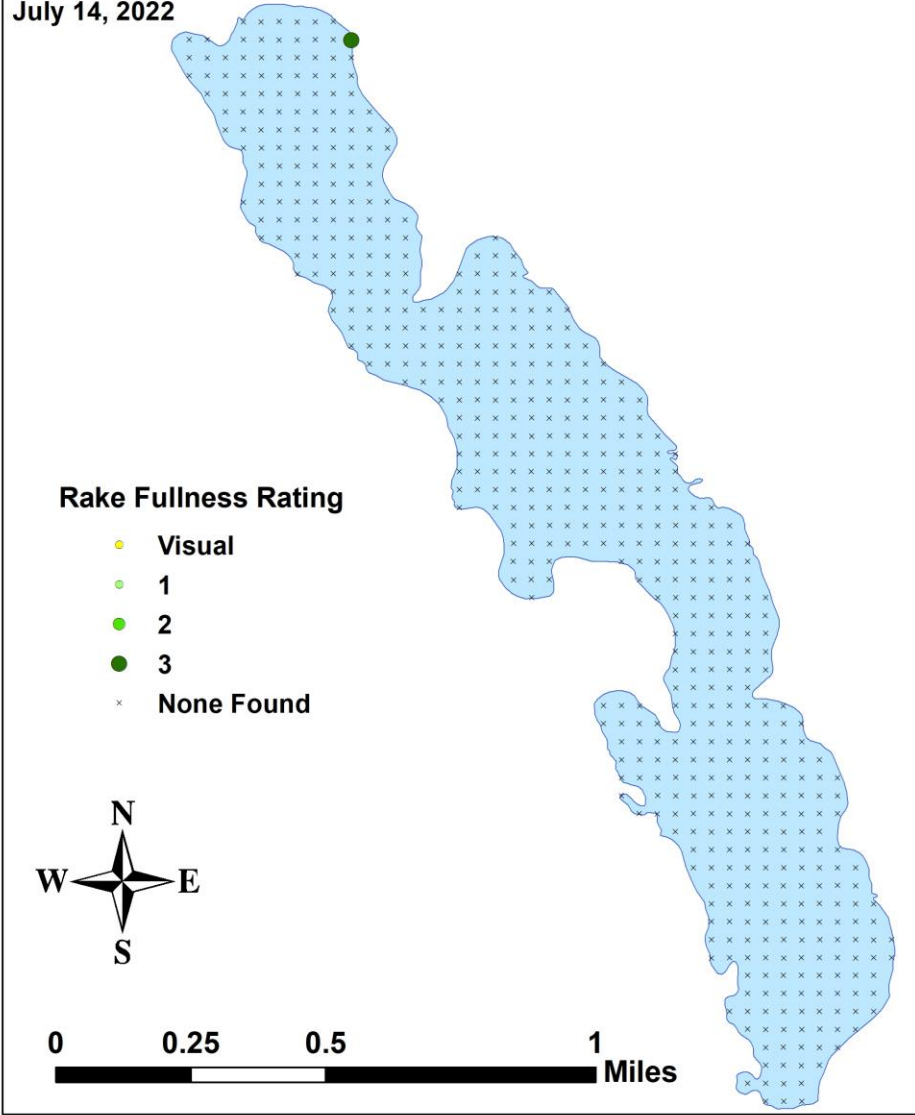 July 14, 2022
Rake Fullness Rating
Visual
1
2
3
None Found
N
W E
S
0 0.25 0.5 1
Miles